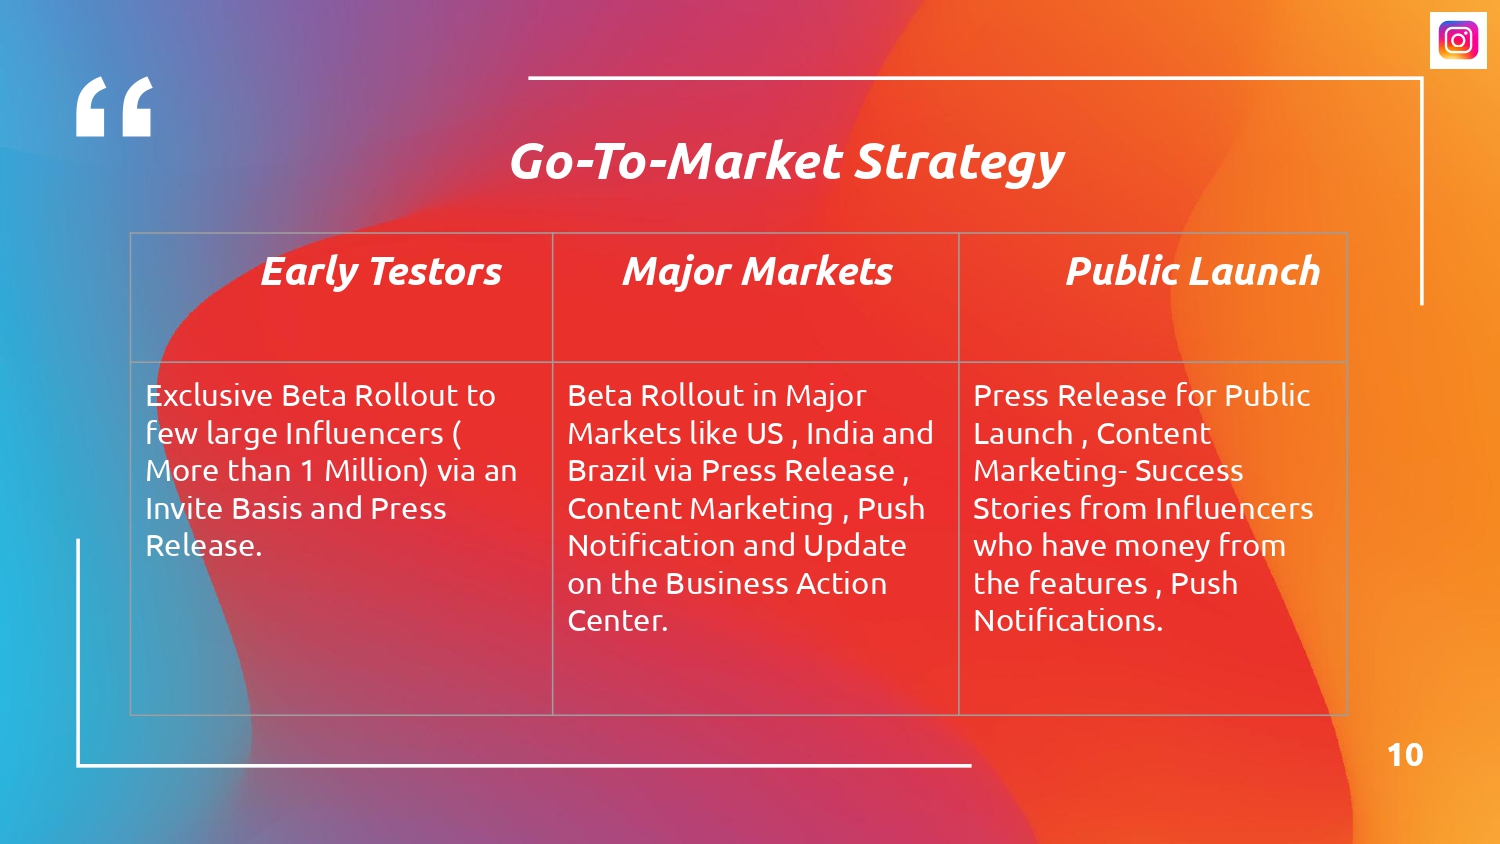 “
Go-To-Market Strategy
Early Testors
Major Markets
Public Launch
Exclusive Beta Rollout to
few large Influencers (
More than 1 Million) via an
Invite Basis and Press
Release.
Beta Rollout in Major
Markets like US , India and
Brazil via Press Release ,
Content Marketing , Push
Notification and Update
on the Business Action
Center.
Press Release for Public
Launch , Content
Marketing- Success
Stories from Influencers
who have money from
the features , Push
Notifications.
10